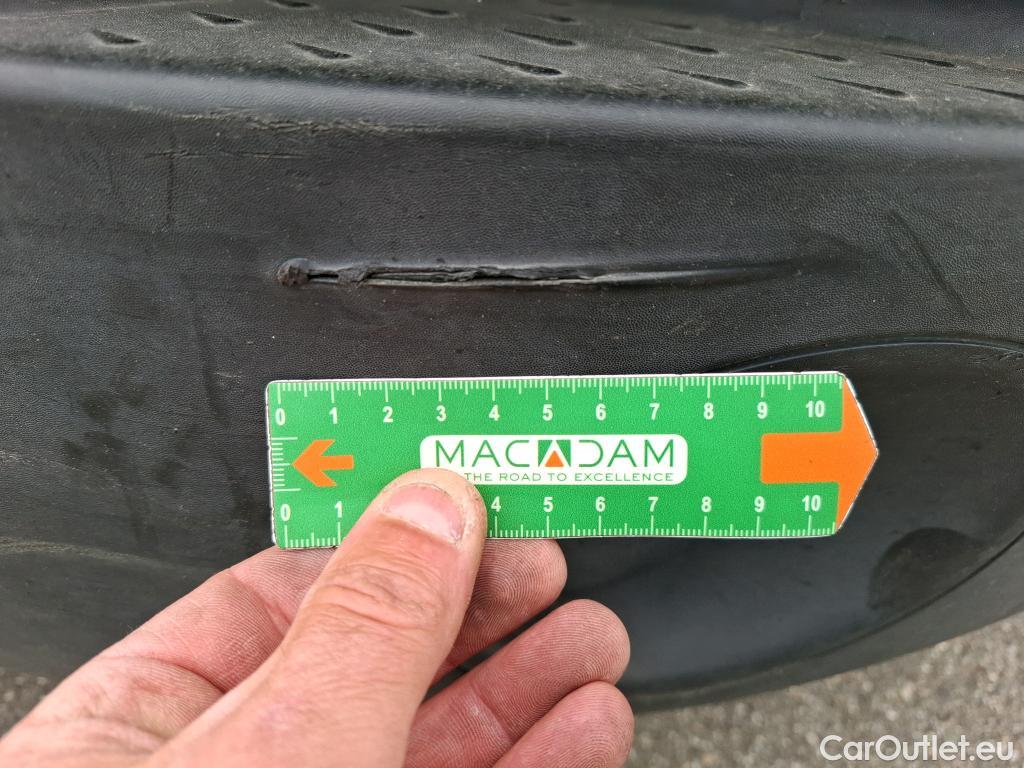 0 1 2 3 4 5 6 7 8 9 10
MACADAM
THE ROAD TO EXCELLENCE
0 1 4 5 6 7 8 9 10
CarOutlet.eu